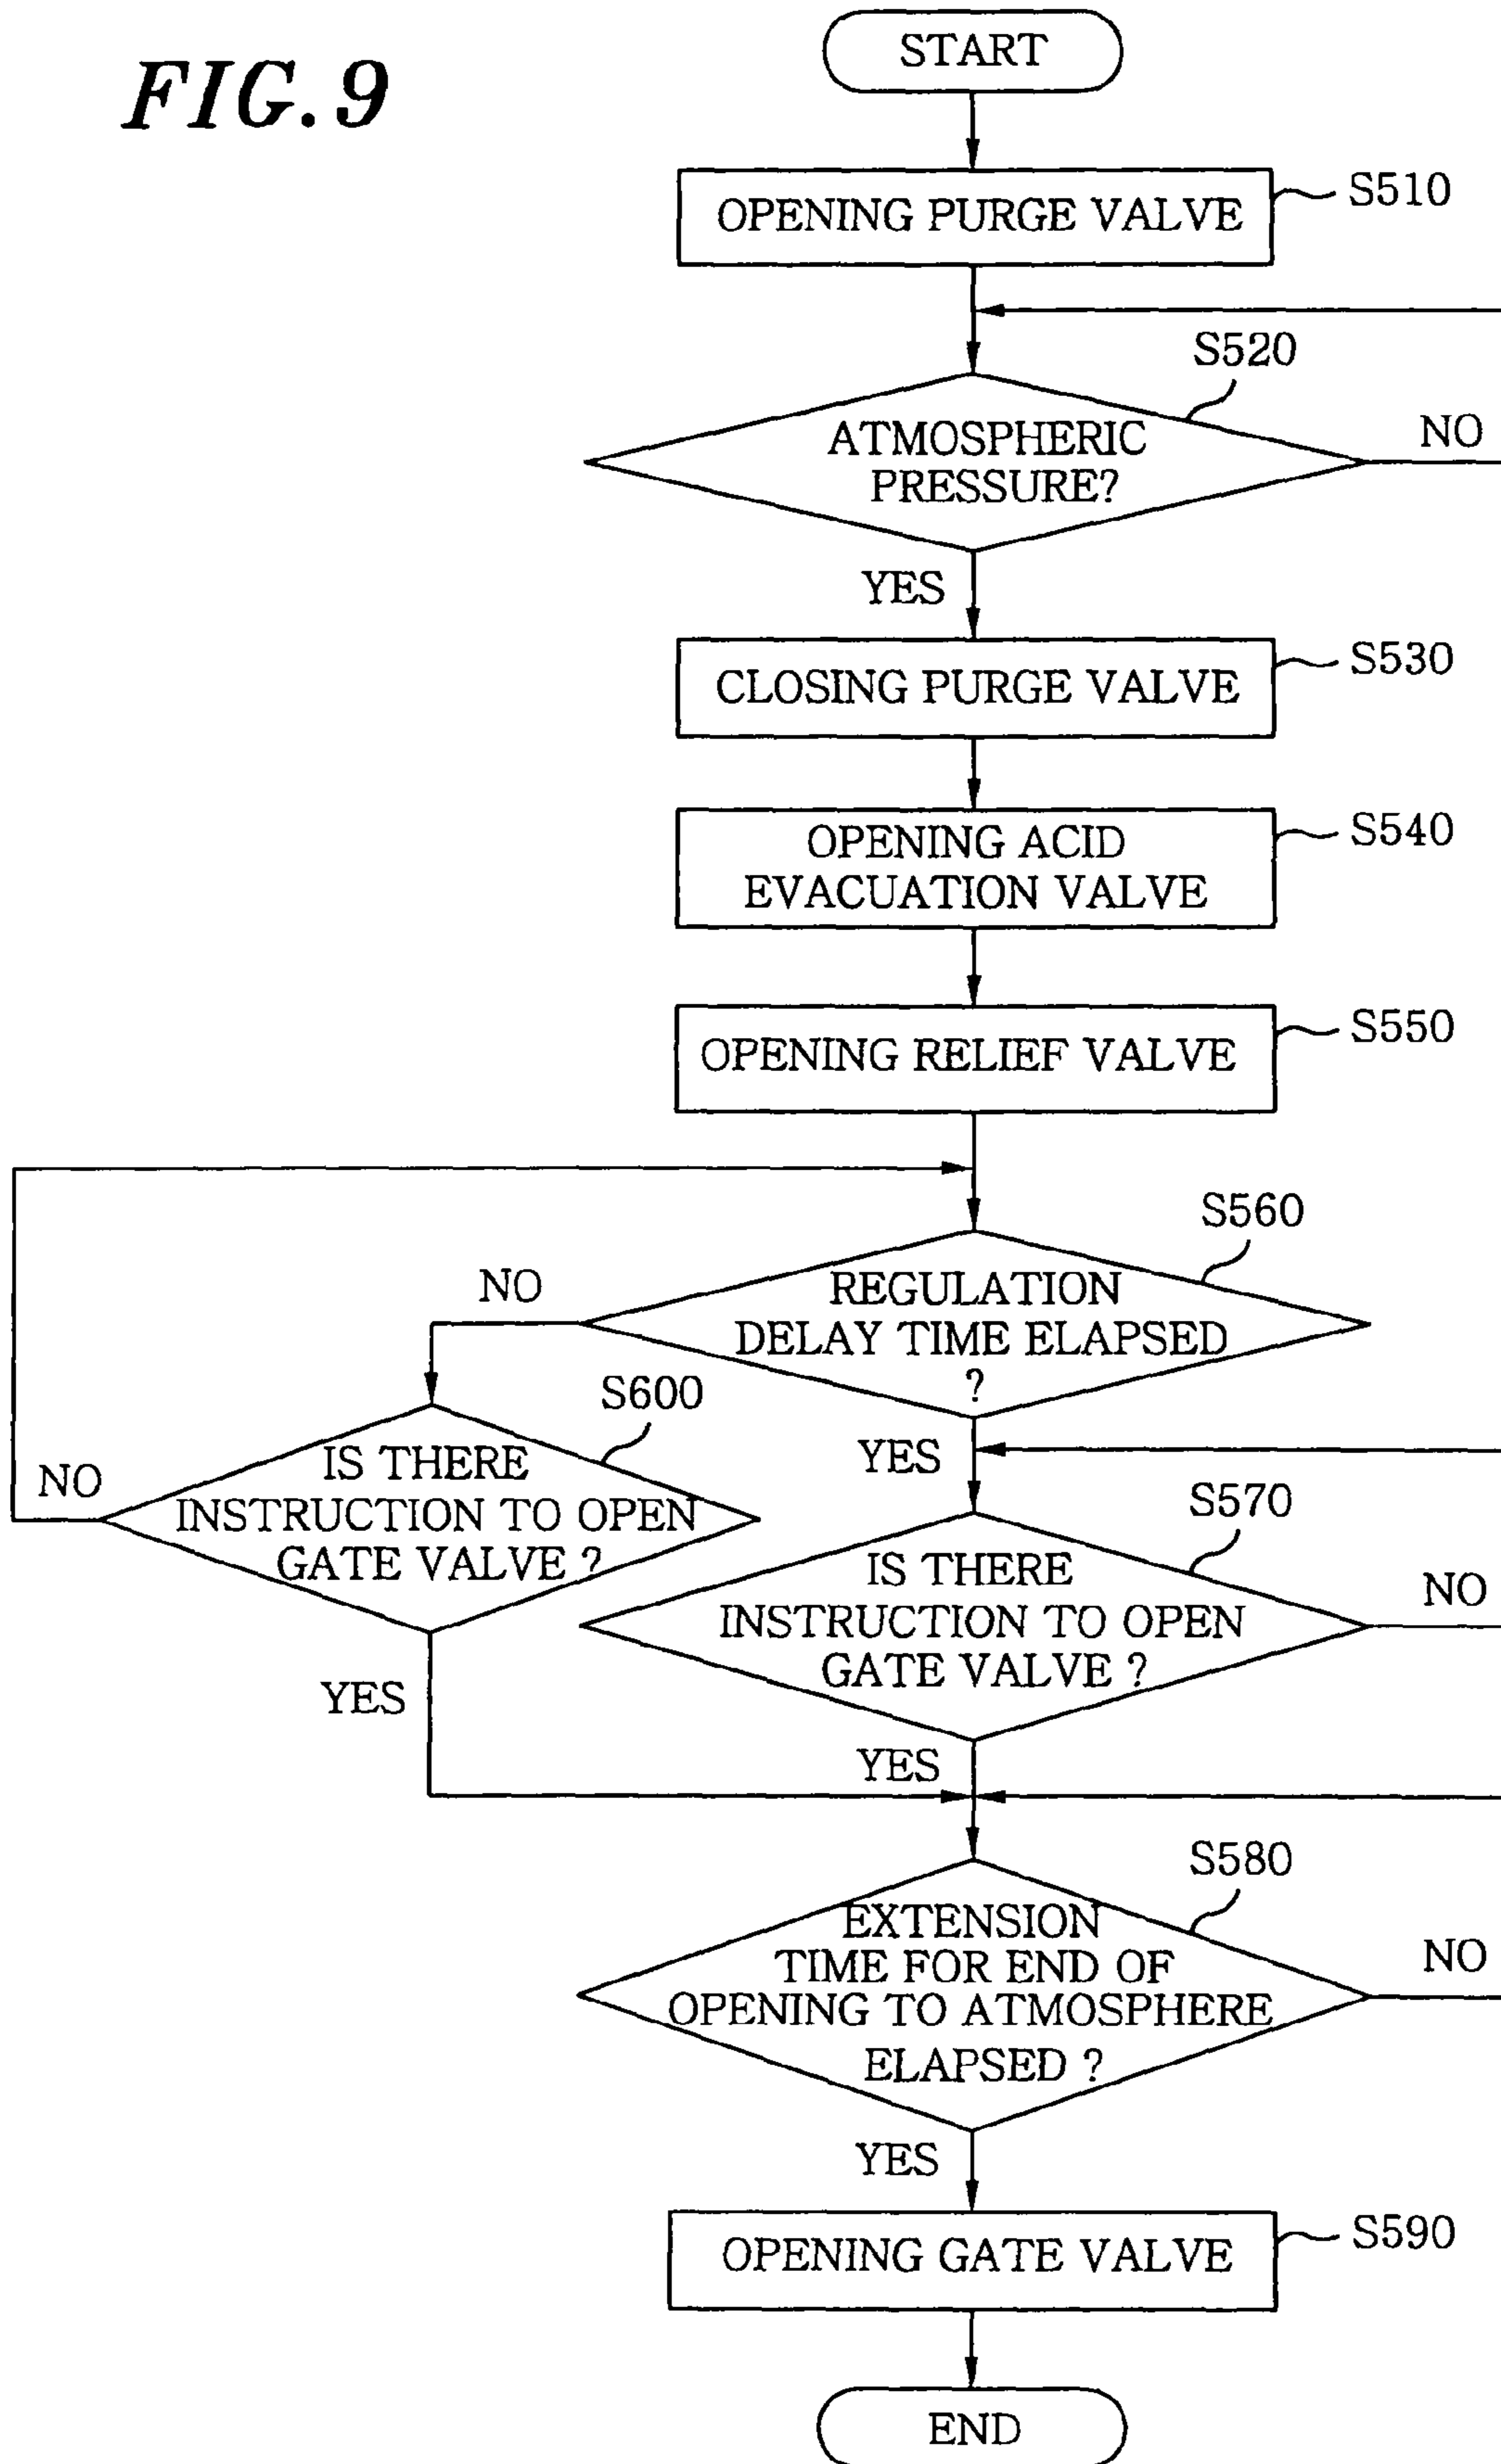 FIG. 9
START
OPENING PURGE VALVE
S510
S520
ATMOSPHERIC
PRESSURE?
NO
YES
CLOSING PURGE VALVE
S530
OPENING ACID
EVACUATION VALVE
S540
OPENING RELIEF VALVE
S550
S560
REGULATION
DELAY TIME ELAPSED
?
NO
YES
S600
IS THERE
INSTRUCTION TO OPEN
GATE VALVE ?
NO
YES
S570
IS THERE
INSTRUCTION TO OPEN
GATE VALVE ?
NO
YES
S580
EXTENSION
TIME FOR END OF
OPENING TO ATMOSPHERE
ELAPSED ?
NO
YES
OPENING GATE VALVE
S590
END